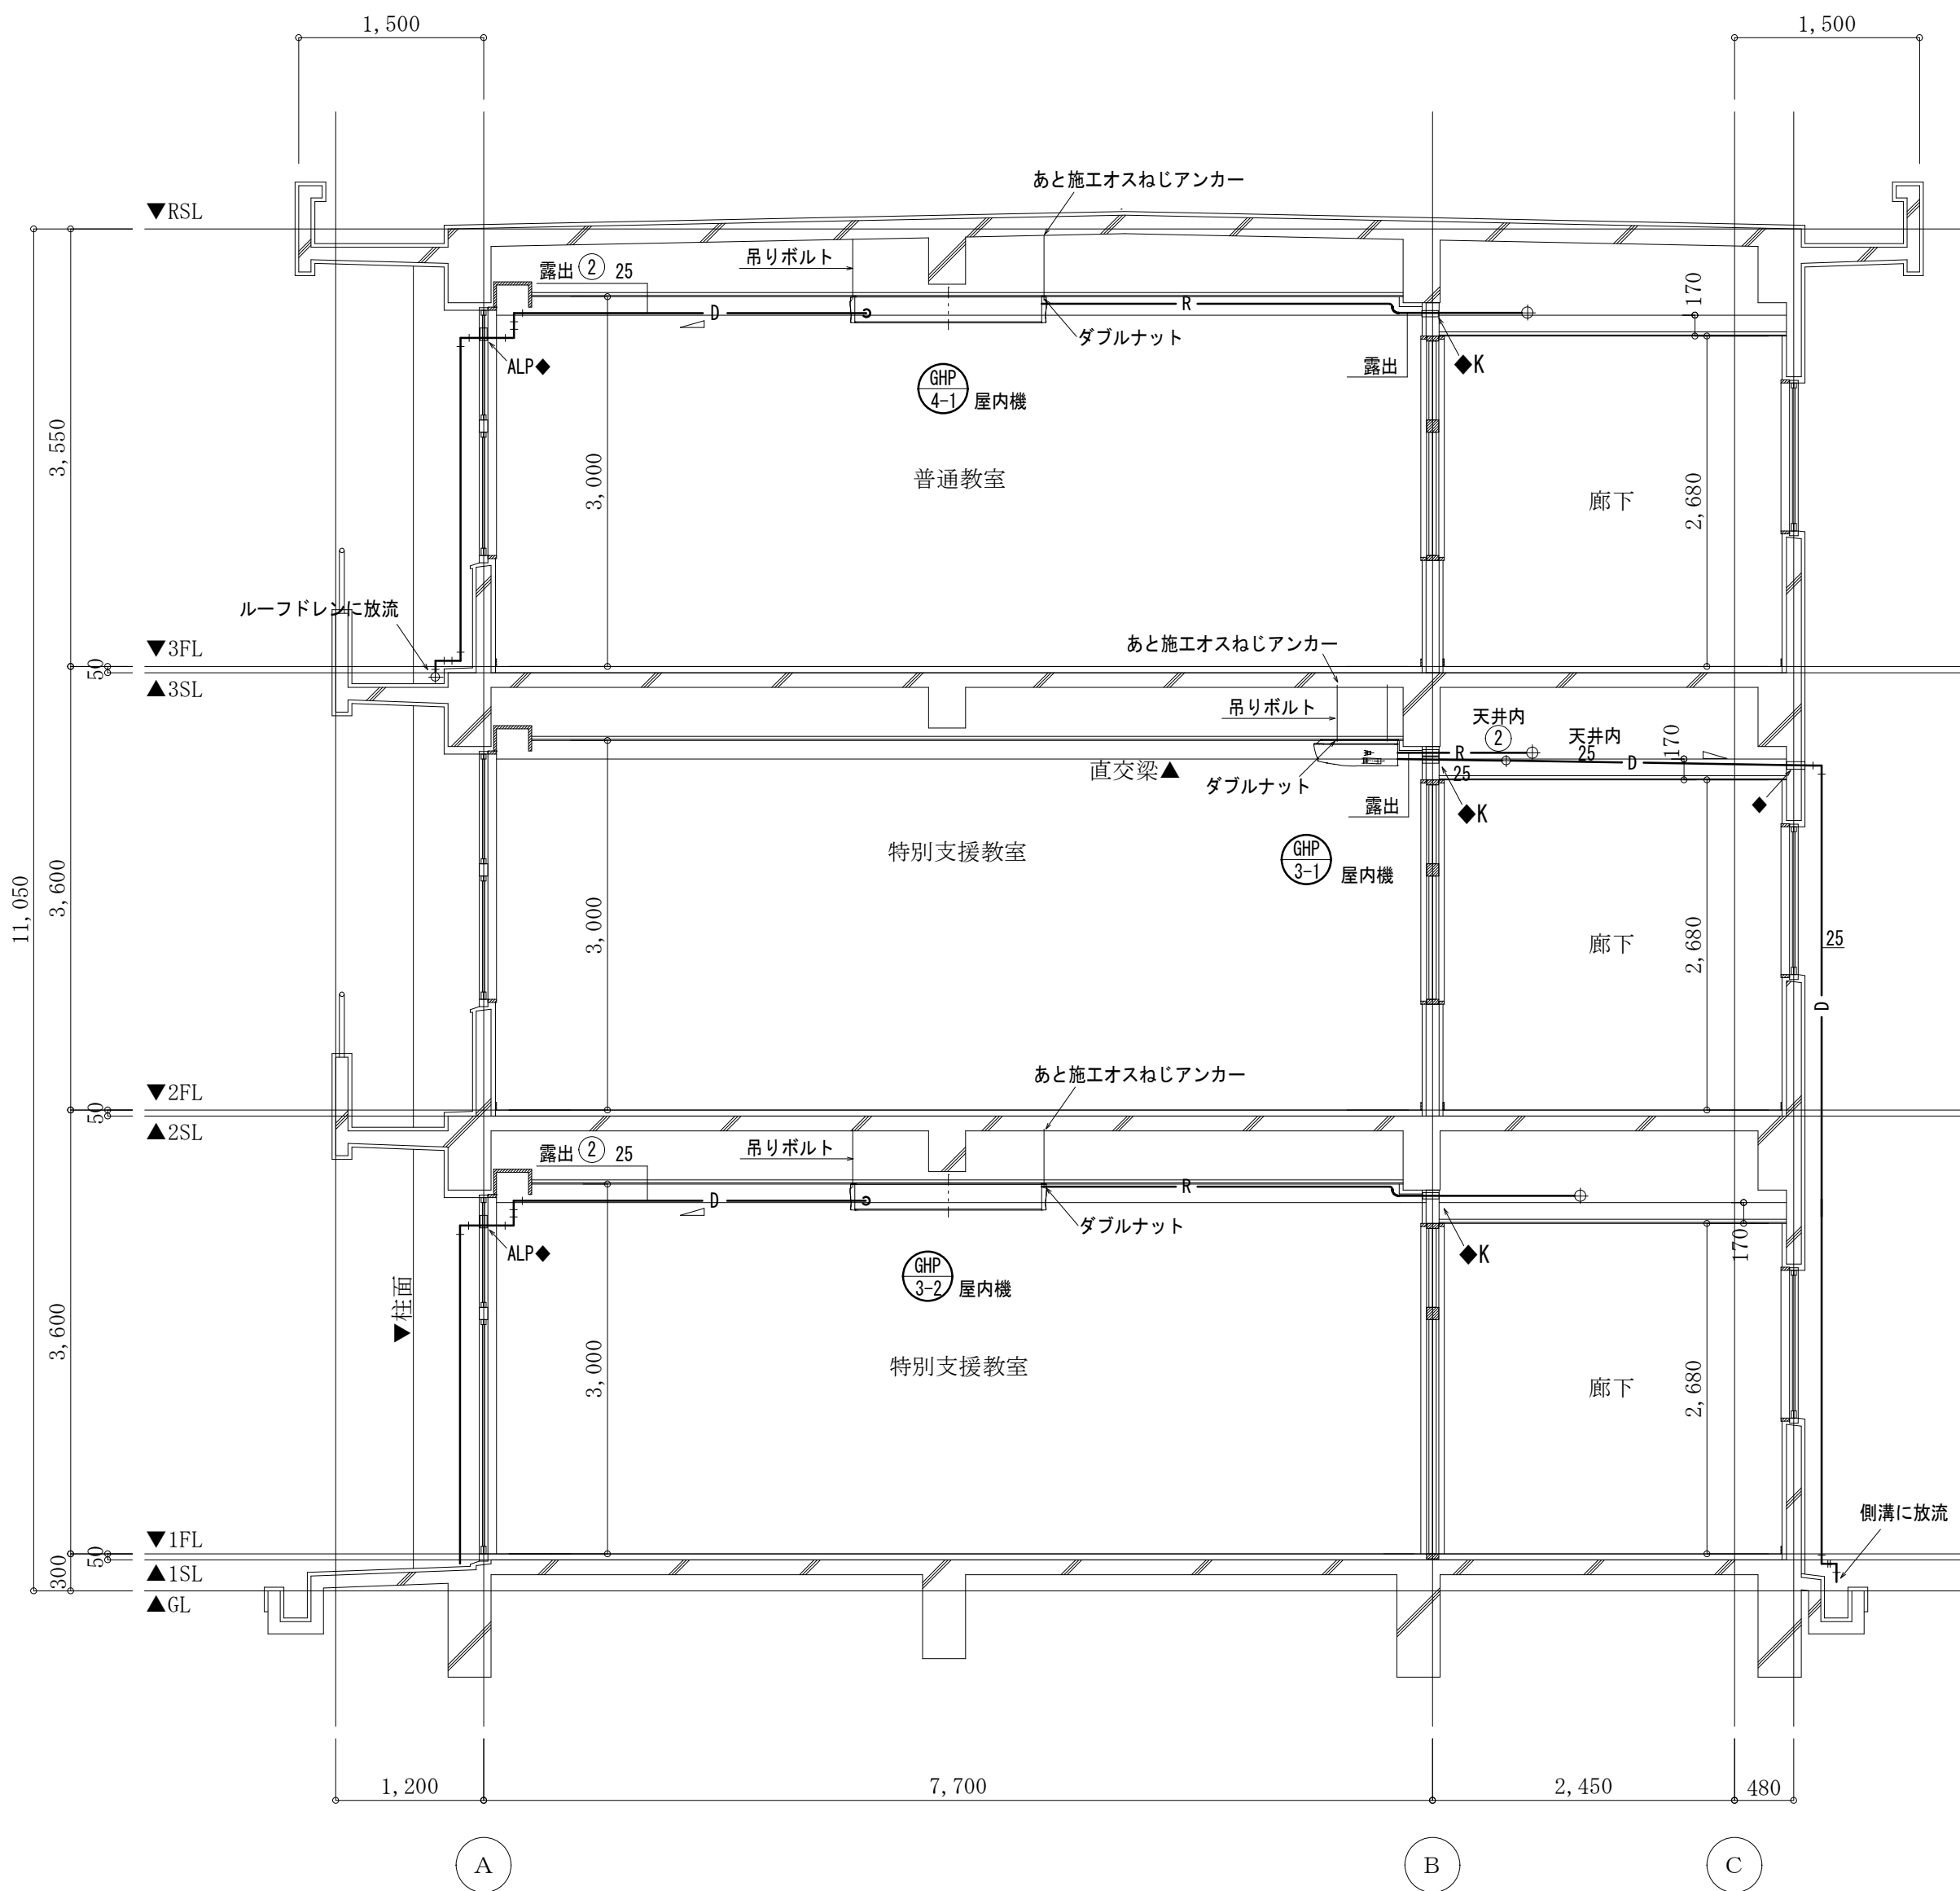 1,500
1,500
あと施工オスねじアンカー
▼RSL
吊りボルト
露出 ② 25
170
D
R
ダブルナット
ALP◆
露出
◆K
GHP
4-1
屋内機
3,550
3,000
普通教室
2,680
廊下
ルーフドレンに放流
▼3FL
50
▲3SL
あと施工オスねじアンカー
吊りボルト
天井内
②
天井内
25
170
R
D
直交梁▲
25
ダブルナット
露出
◆K
◆
特別支援教室
GHP
3-1
屋内機
11,050
3,600
3,000
2,680
廊下
25
D
▼2FL
50
▲2SL
あと施工オスねじアンカー
吊りボルト
露出 ② 25
D
R
ダブルナット
170
ALP◆
◆K
GHP
3-2
屋内機
▼柱面
3,600
3,000
特別支援教室
2,680
廊下
側溝に放流
▼1FL
50
300
▲1SL
▲GL
1,200
7,700
2,450
480
A
B
C